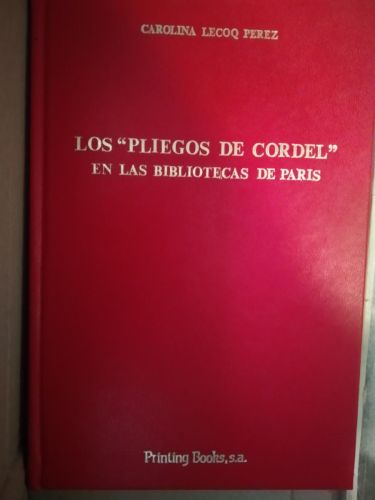 CAROLINA LECOQ PEREZ
LOS "PLIEGOS DE CORDEL"
EN LAS BIBLIOTECAS DE PARIS
Printing Books, s.a.